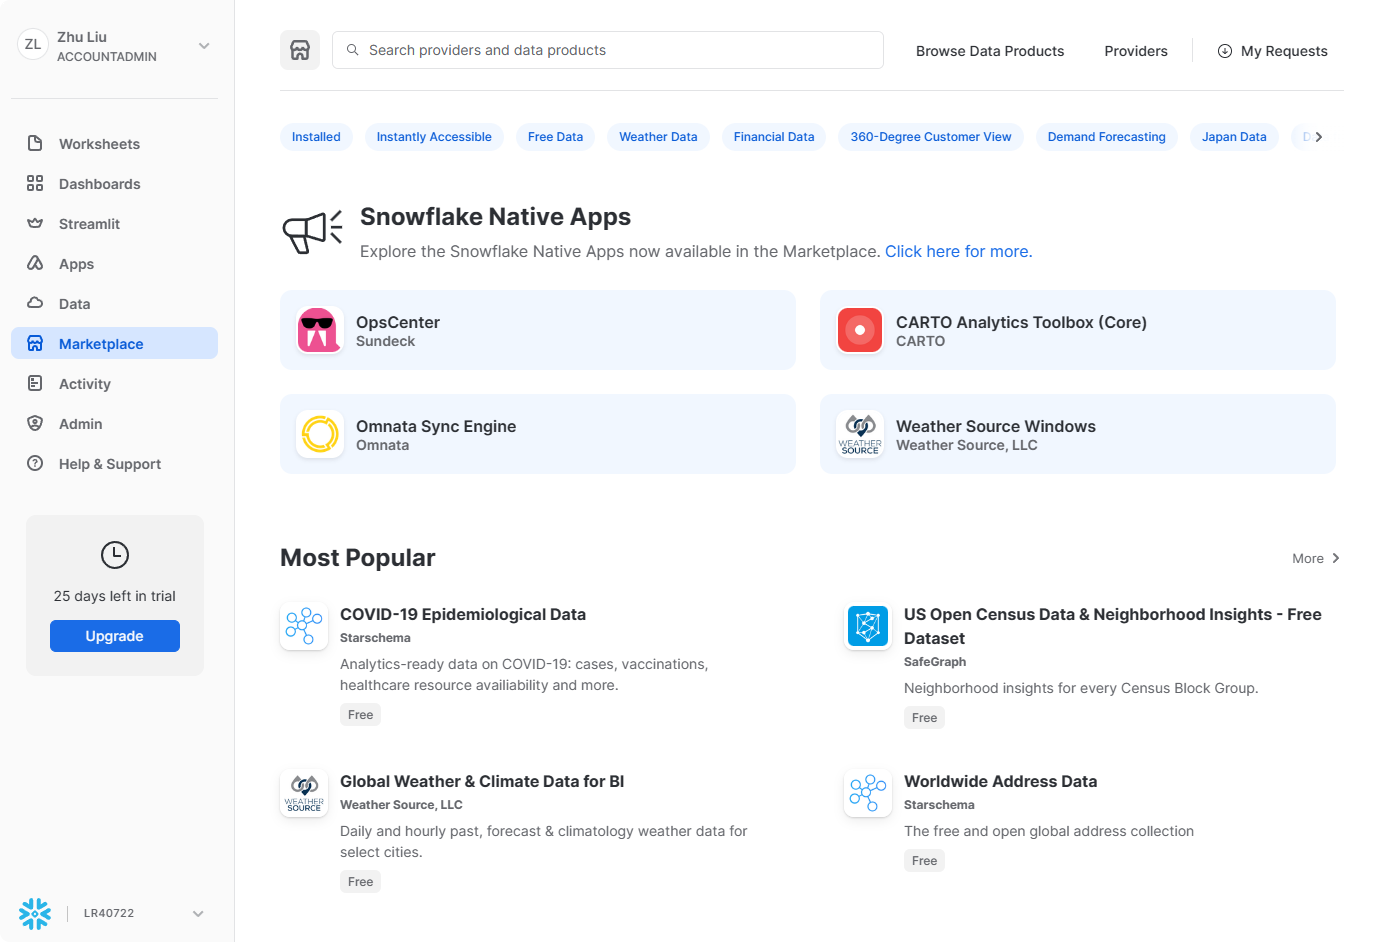 ZL
Zhu Liu
ACCOUNTADMIN
Worksheets
Dashboards
Streamlit
Apps
Data
Marketplace
Activity
Admin
Help & Support
25 days left in trial
Upgrade
LR40722
Search providers and data products
Browse Data Products
Providers
My Requests
Installed
Instantly Accessible
Free Data
Weather Data
Financial Data
360-Degree Customer View
Demand Forecasting
Japan Data
Snowflake Native Apps
Explore the Snowflake Native Apps now available in the Marketplace. Click here for more.
OpsCenter
Sundeck
CARTO Analytics Toolbox (Core)
CARTO
Omnata Sync Engine
Omnata
WEATHER
SOURCE
Weather Source Windows
Weather Source, LLC
Most Popular
More
COVID-19 Epidemiological Data
Starschema
Analytics-ready data on COVID-19: cases, vaccinations,
healthcare resource availiability and more.
Free
US Open Census Data & Neighborhood Insights - Free
Dataset
SafeGraph
Neighborhood insights for every Census Block Group.
Free
WEATHER
SOURCE
Global Weather & Climate Data for BI
Weather Source, LLC
Daily and hourly past, forecast & climatology weather data for
select cities.
Free
Worldwide Address Data
Starschema
The free and open global address collection
Free